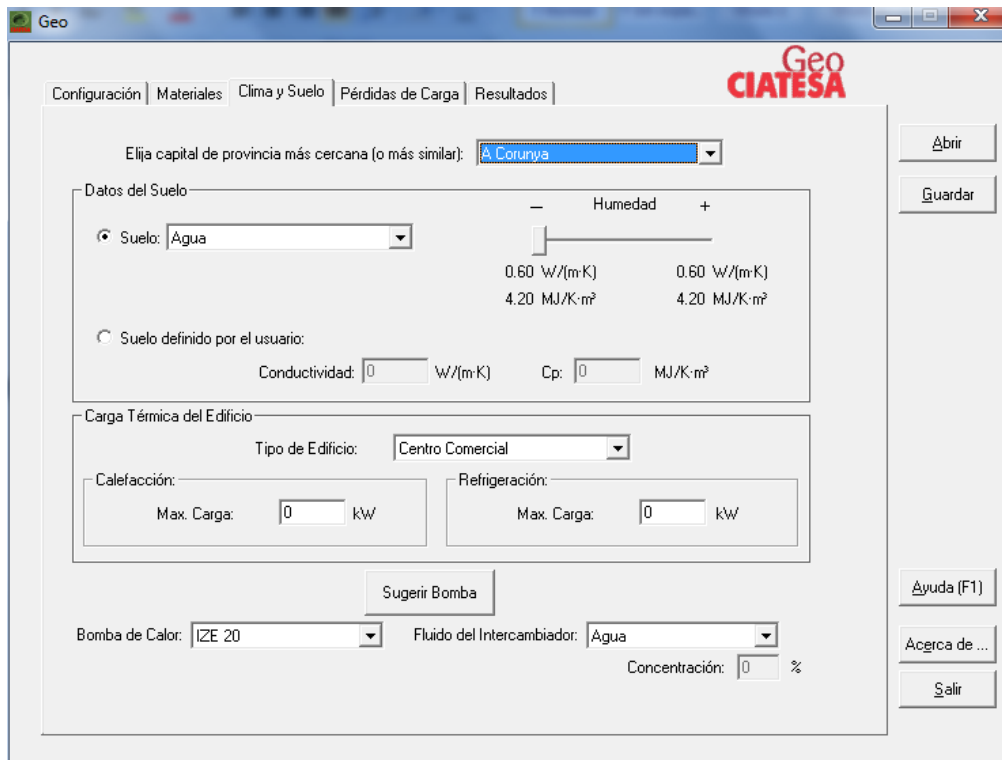 Geo
Geo
CIATESA
Configuración Materiales Clima y Suelo Pérdidas de Carga Resultados
Elija capital de provincia más cercana (o más similar): A Corunya
Abrir
Guardar
Datos del Suelo
— Humedad +
Suelo: Agua
0.60 W/(m·K) 0.60 W/(m·K)
4.20 MJ/K·m³ 4.20 MJ/K·m³
Suelo definido por el usuario:
Conductividad: 0 W/(m·K) Cp: 0 MJ/K·m³
Carga Térmica del Edificio
Tipo de Edificio: Centro Comercial
Calefacción: Refrigeración:
Max. Carga: 0 kW Max. Carga: 0 kW
Sugerir Bomba
Ayuda (F1)
Bomba de Calor: IZE 20 Fluido del Intercambiador: Agua
Acerca de ...
Concentración: 0 %
Salir